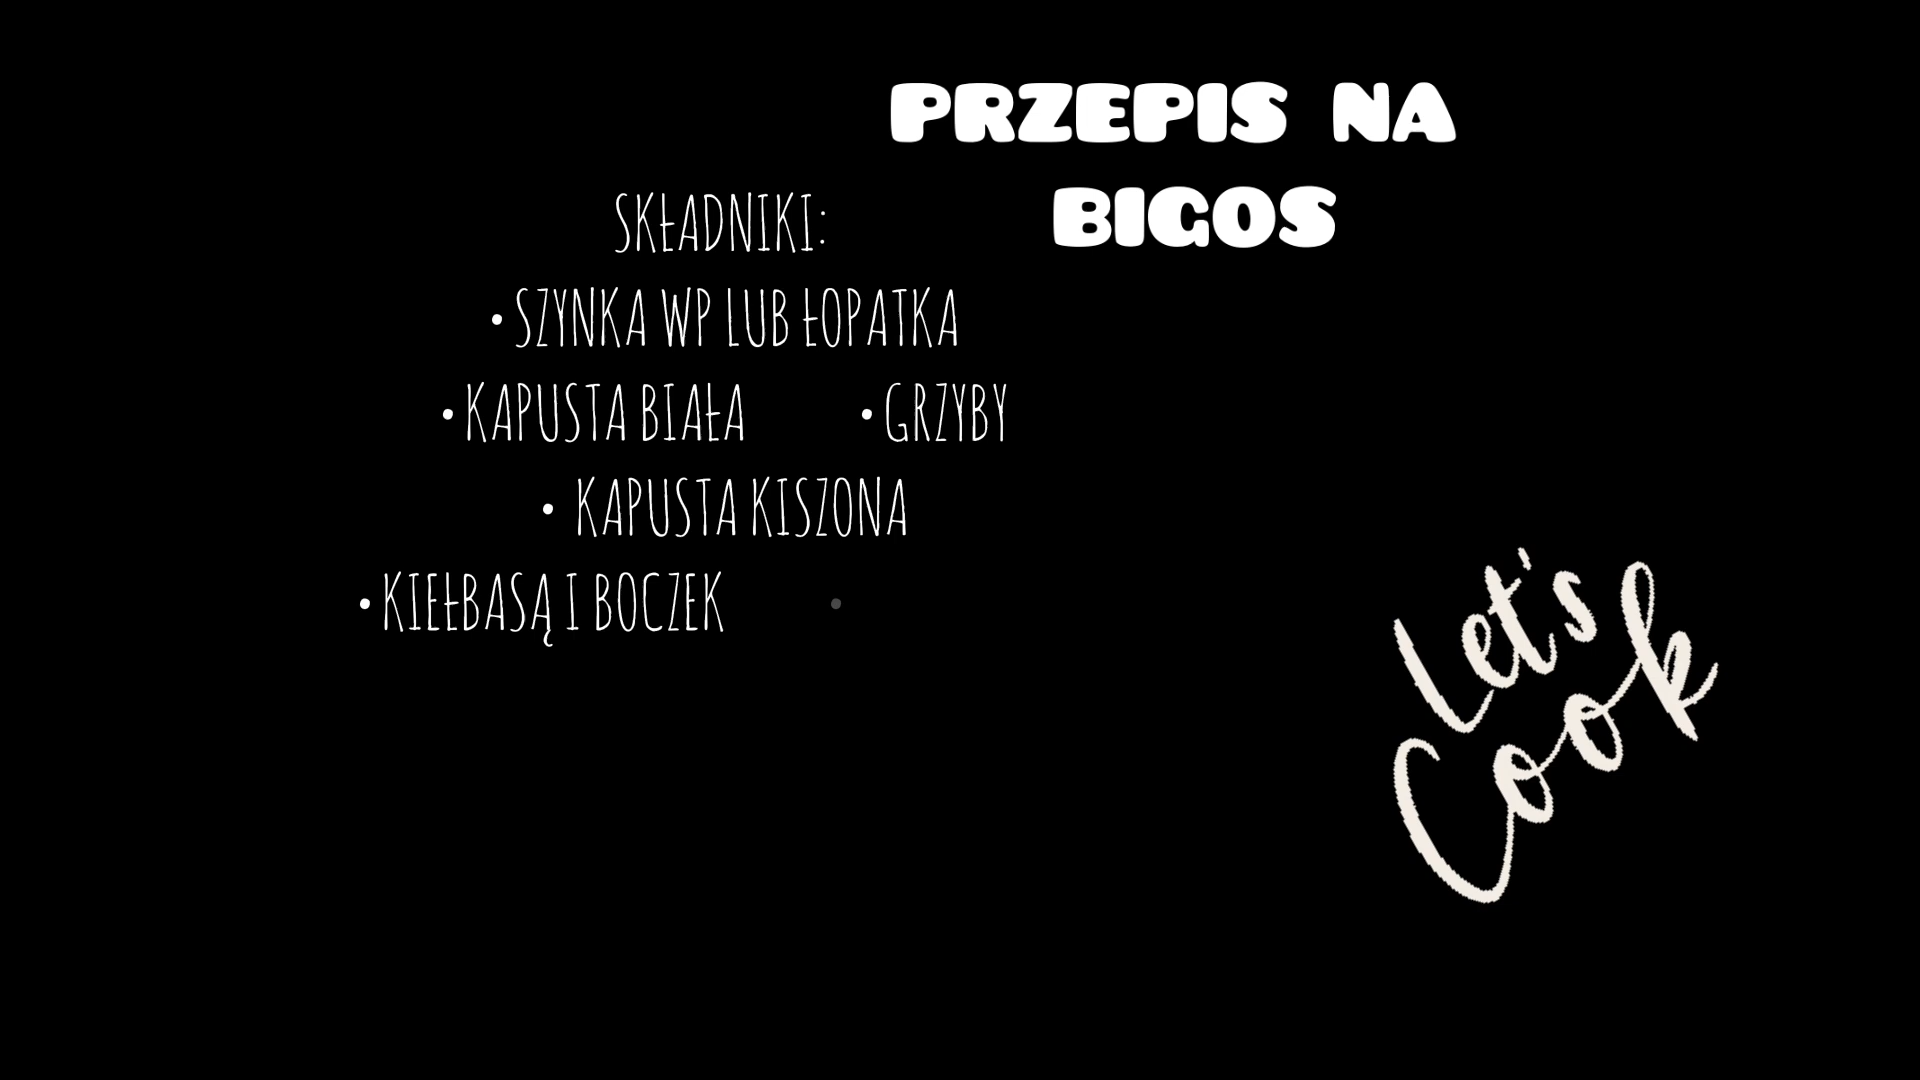 PRZEPIS NA
BIGOS
SKŁADNIKI:
• SZYNKA WP LUB ŁOPATKA
• KAPUSTA BIAŁA • GRZYBY
• KAPUSTA KISZONA
• KIEŁBASĄ I BOCZEK •
Let's
Cook